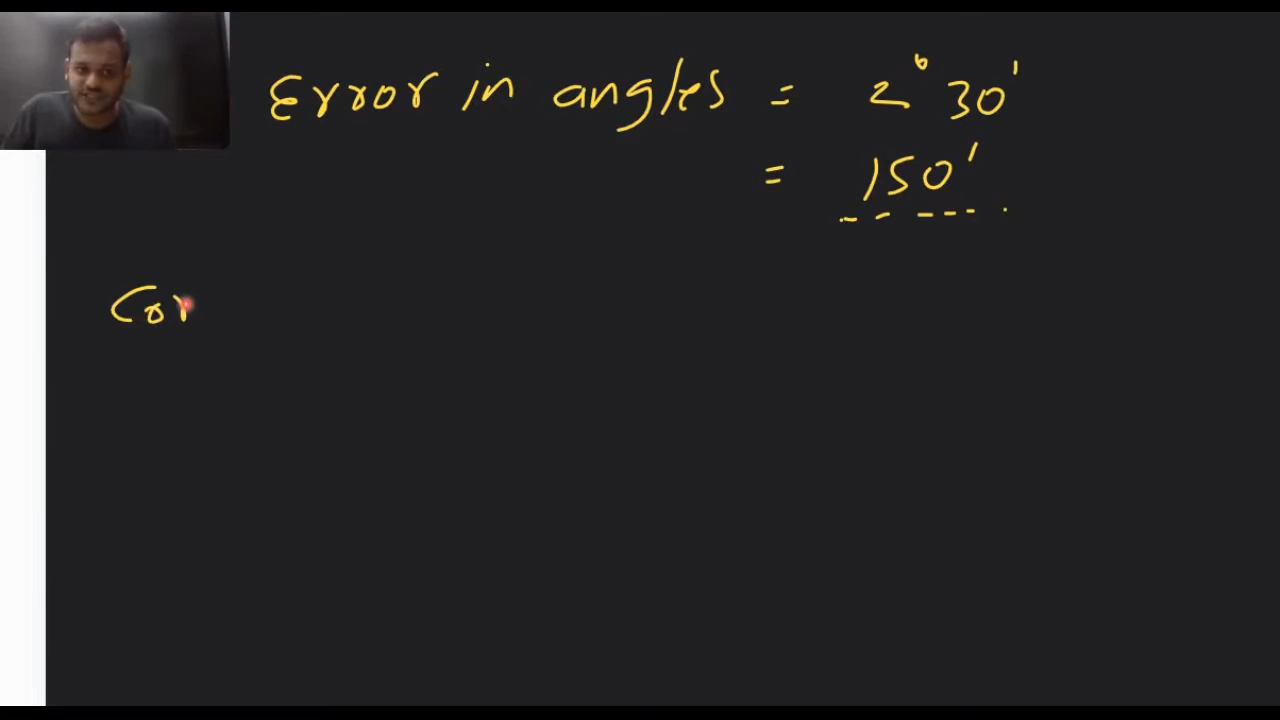 Error in angles = 2° 30'
= 150'
Cor